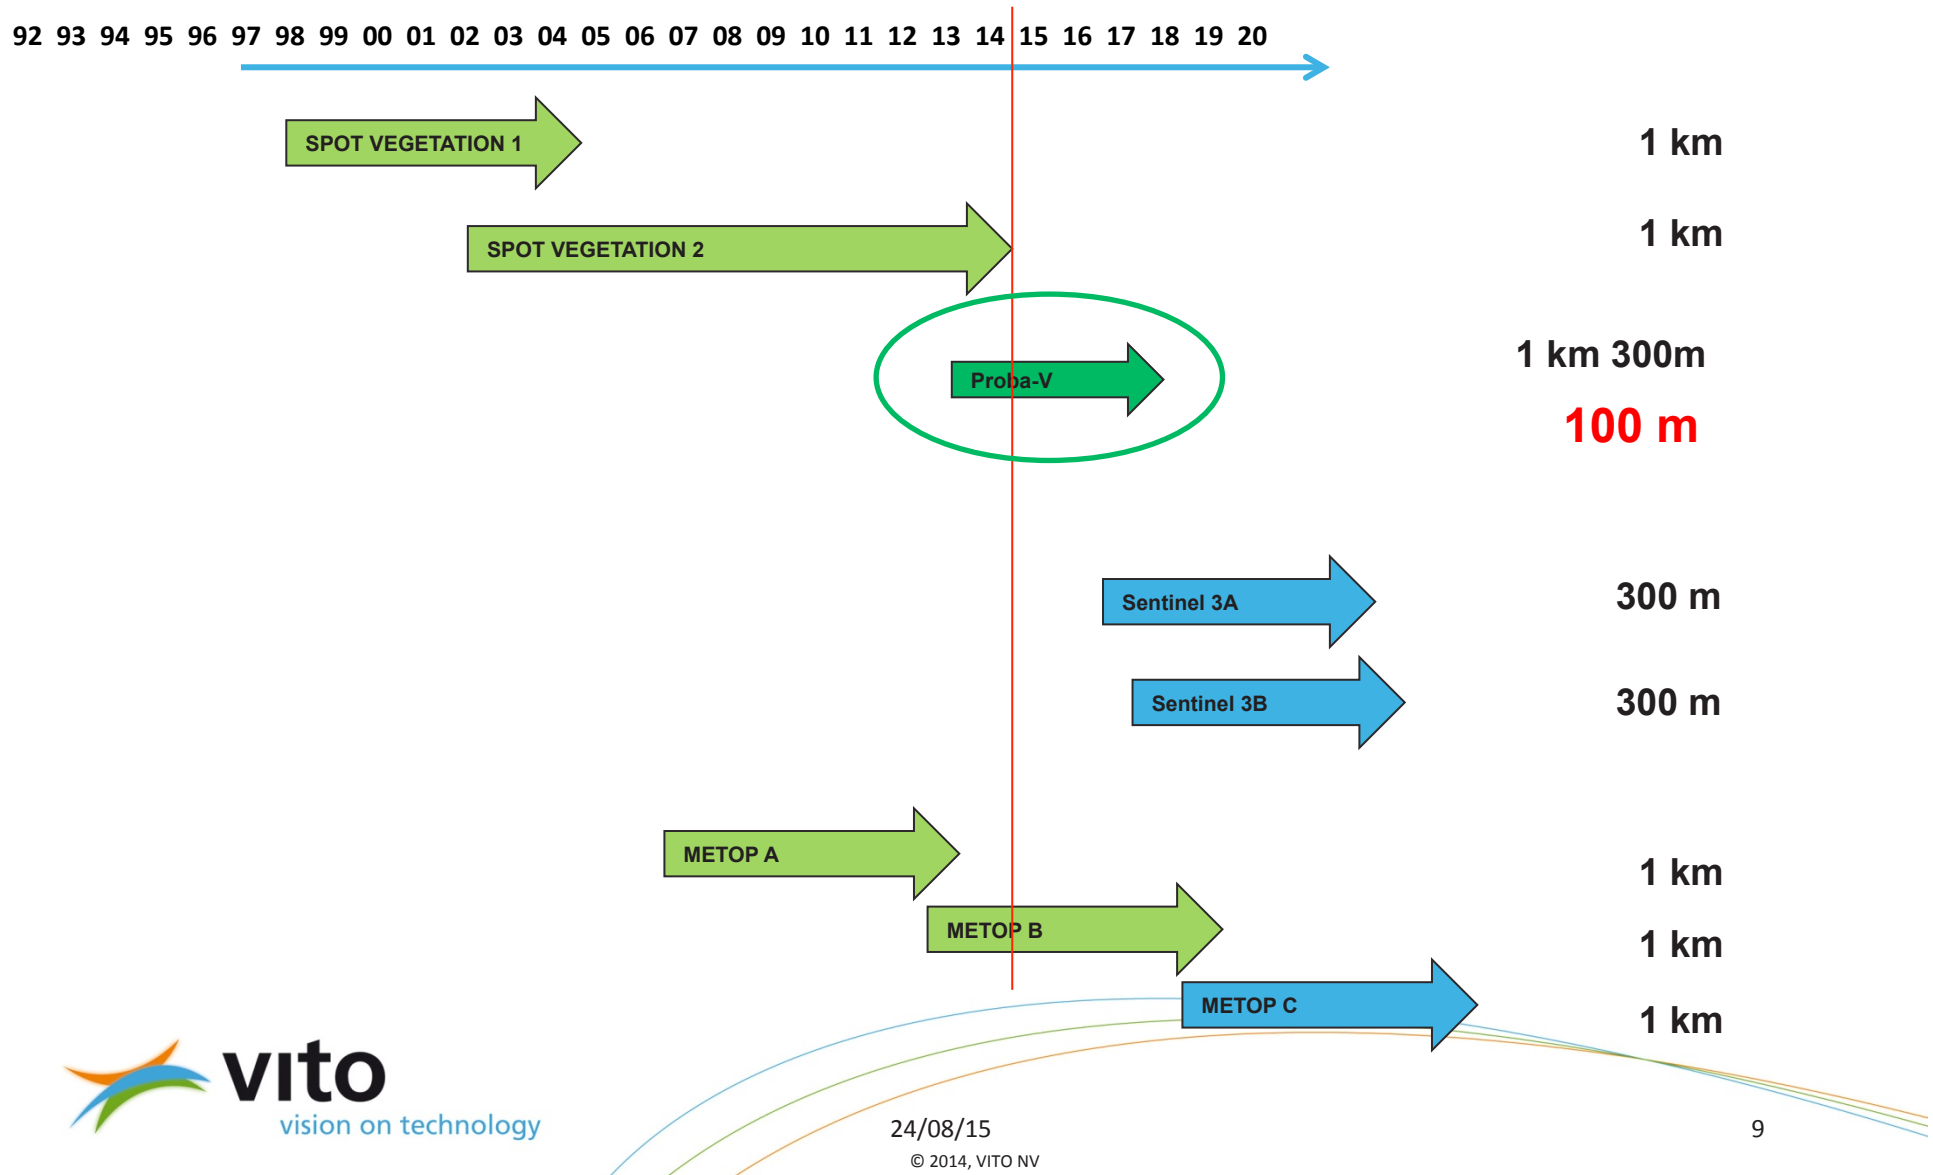 92 93 94 95 96 97 98 99 00 01 02 03 04 05 06 07 08 09 10 11 12 13 14 15 16 17 18 19 20
SPOT VEGETATION 1
1 km
SPOT VEGETATION 2
1 km
Proba-V
1 km 300m
100 m
Sentinel 3A
300 m
Sentinel 3B
300 m
METOP A
1 km
METOP B
1 km
METOP C
1 km
vito
vision on technology
24/08/15
9
© 2014, VITO NV